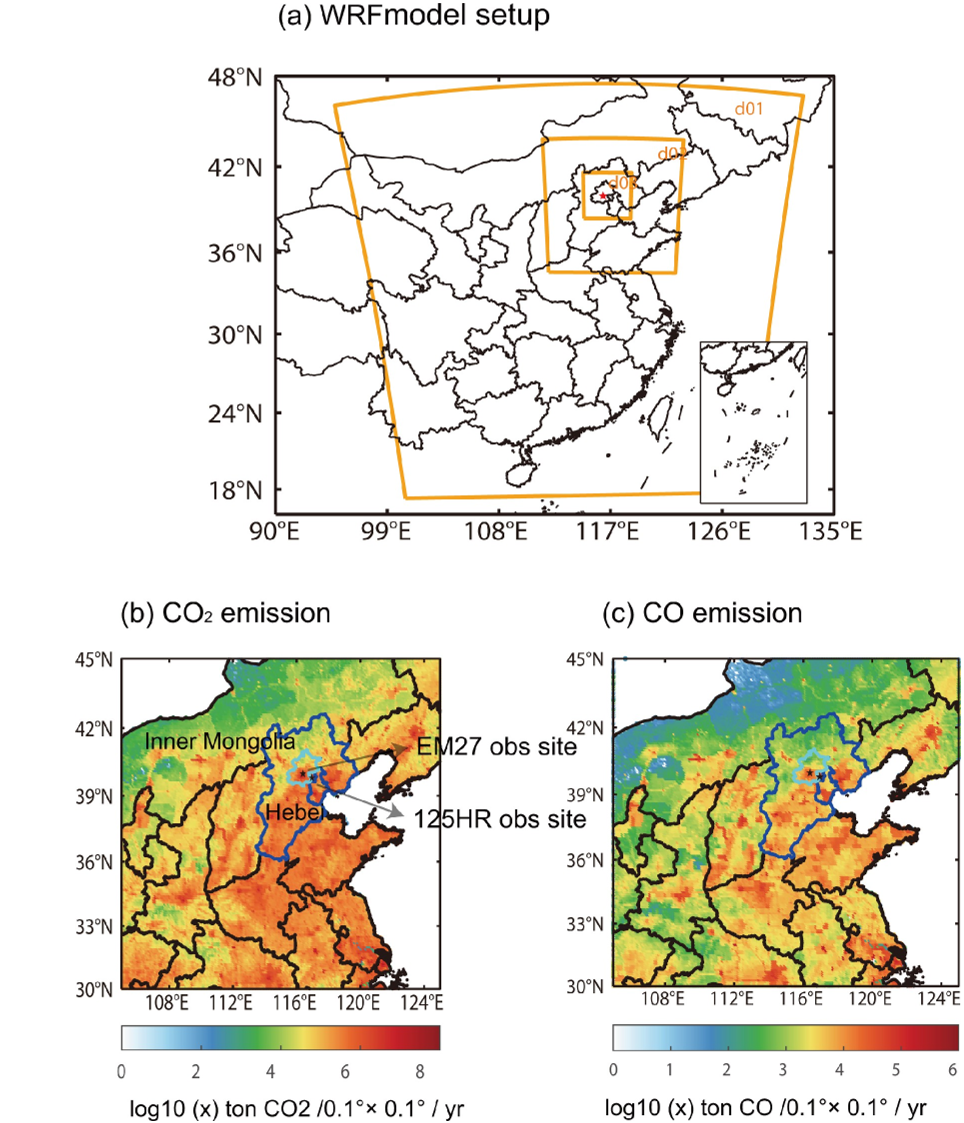 (a) WRFmodel setup
48°N
d01
d02
42°N
36°N
30°N
24°N
18°N
90°E 99°E 108°E 117°E 126°E 135°E
(b) CO₂ emission
(c) CO emission
45°N
42°N
39°N
36°N
33°N
30°N
Inner Mongolia
EM27 obs site
Hebei
125HR obs site
108°E 112°E 116°E 120°E 124°E
0 2 4 6 8
log10 (x) ton CO2 /0.1°× 0.1° / yr
45°N
42°N
39°N
36°N
33°N
30°N
108°E 112°E 116°E 120°E 124°E
0 1 2 3 4 5 6
log10 (x) ton CO /0.1°× 0.1° / yr